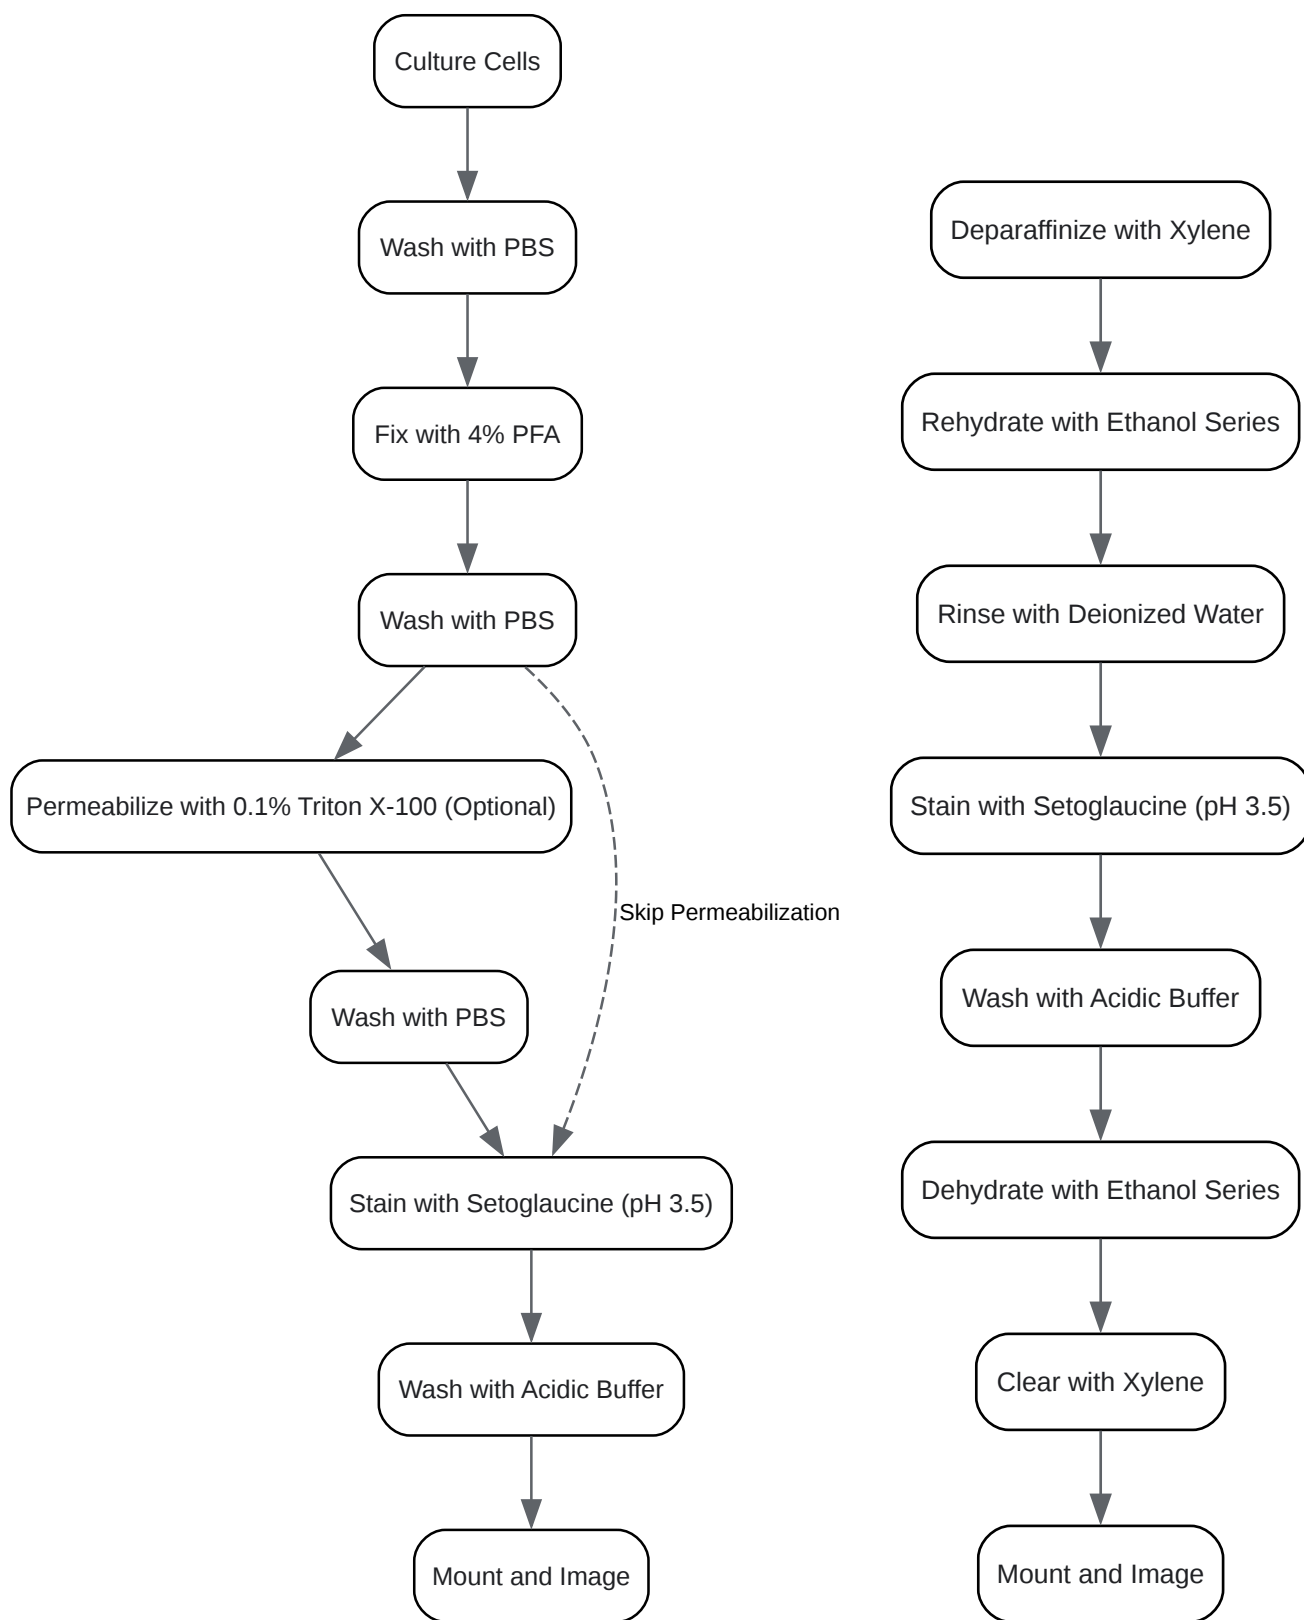 Culture Cells
Wash with PBS
Fix with 4% PFA
Wash with PBS
Permeabilize with 0.1% Triton X-100 (Optional)
Skip Permeabilization
Wash with PBS
Stain with Setoglaucine (pH 3.5)
Wash with Acidic Buffer
Mount and Image
Deparaffinize with Xylene
Rehydrate with Ethanol Series
Rinse with Deionized Water
Stain with Setoglaucine (pH 3.5)
Wash with Acidic Buffer
Dehydrate with Ethanol Series
Clear with Xylene
Mount and Image